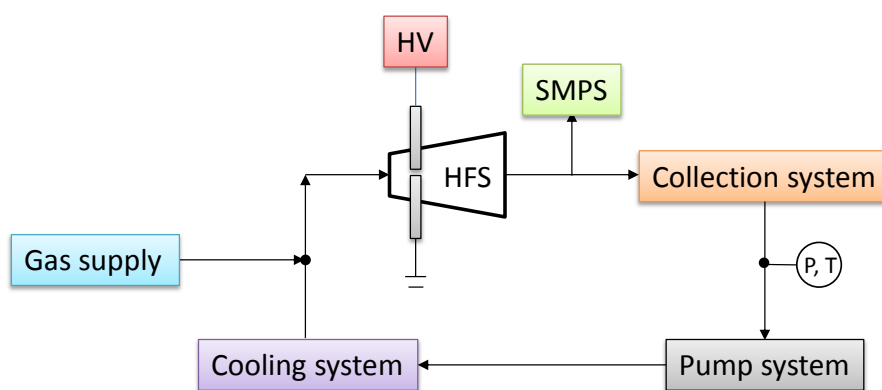 HV
SMPS
HFS
Collection system
Gas supply
P, T
Cooling system
Pump system